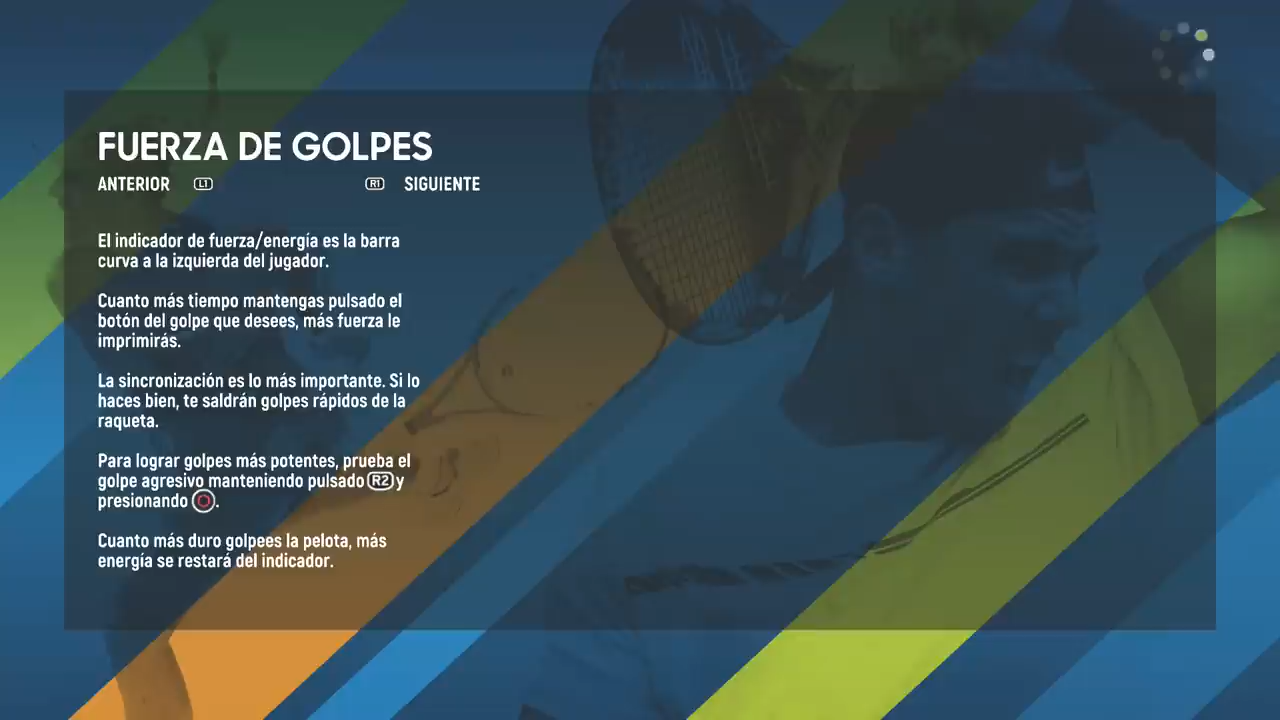 FUERZA DE GOLPES
ANTERIOR L1 R1 SIGUIENTE
El indicador de fuerza/energía es la barra
curva a la izquierda del jugador.
Cuanto más tiempo mantengas pulsado el
botón del golpe que desees, más fuerza le
imprimirás.
La sincronización es lo más importante. Si lo
haces bien, te saldrán golpes rápidos de la
raqueta.
Para lograr golpes más potentes, prueba el
golpe agresivo manteniendo pulsado R2 y
presionando .
Cuanto más duro golpees la pelota, más
energía se restará del indicador.